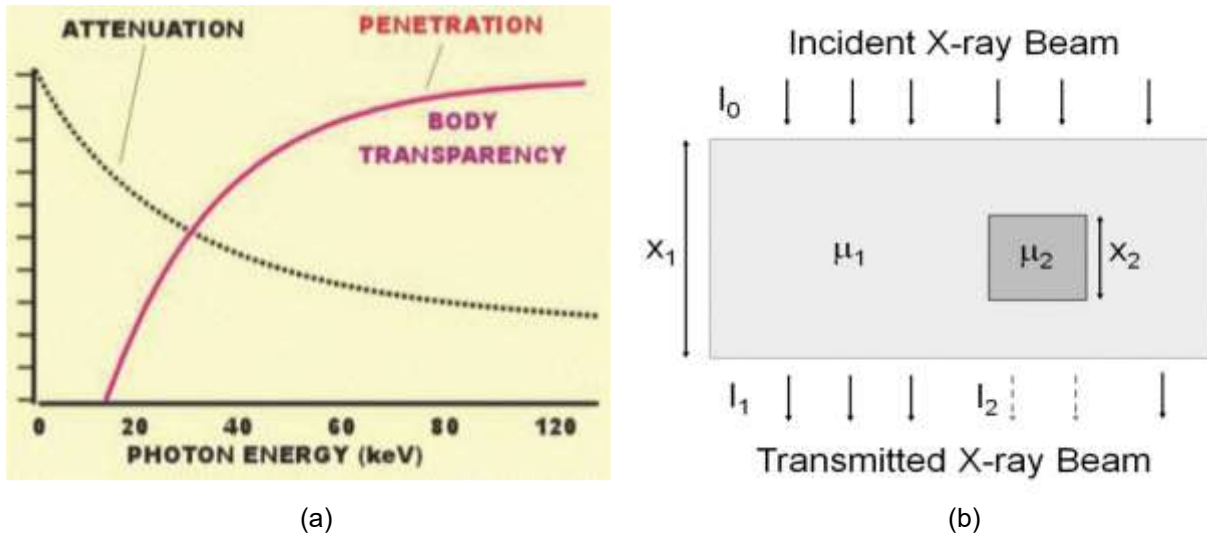 ATTENUATION
PENETRATION
BODY
TRANSPARENCY
0 20 40 60 80 120
PHOTON ENERGY (keV)
(a)
Incident X-ray Beam
I₀
X₁
μ₁
μ₂
X₂
I₁
I₂
Transmitted X-ray Beam
(b)